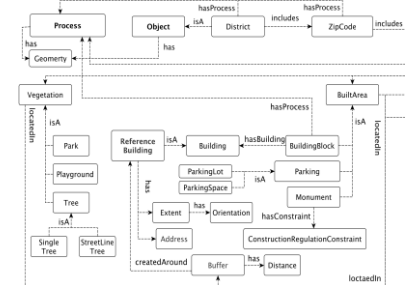 hasProcess
hasProcess
Process
Object
isA
District
includes
ZipCode
includes
has
has
Geomerty
Vegetation
BuiltArea
locatedIn
isA
hasProcess
isA
locatedIn
Park
Reference
Building
isA
Building
hasBuilding
BuildingBlock
Playground
ParkingLot
ParkingSpace
isA
Parking
has
Monument
Tree
Extent
has
Orientation
hasConstraint
isA
Address
ConstructionRegulationConstraint
Single
Tree
StreetLine
Tree
createdAround
Buffer
has
Distance
loctaedIn